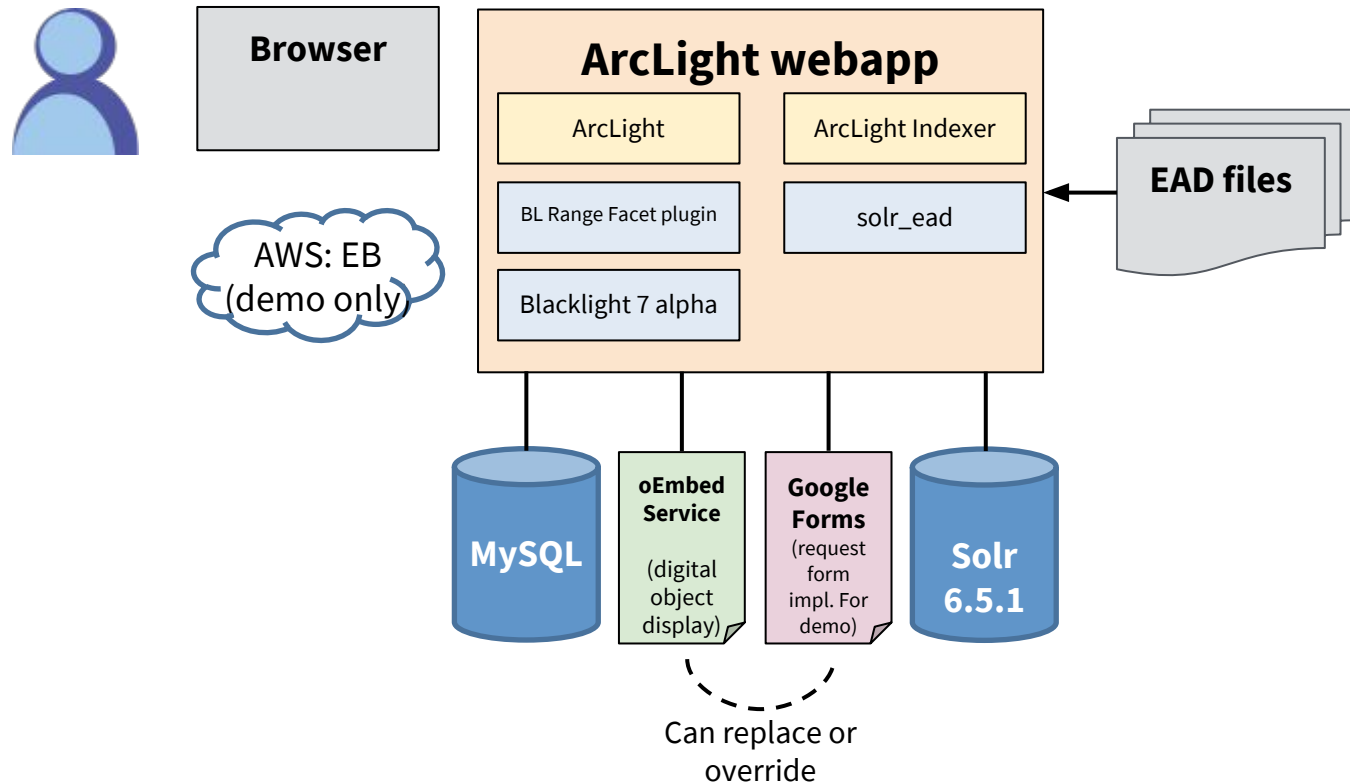 Browser
ArcLight webapp
ArcLight
ArcLight Indexer
BL Range Facet plugin
solr_ead
Blacklight 7 alpha
EAD files
AWS: EB
(demo only)
MySQL
oEmbed
Service
(digital
object
display)
Google
Forms
(request
form
impl. For
demo)
Solr
6.5.1
Can replace or
override